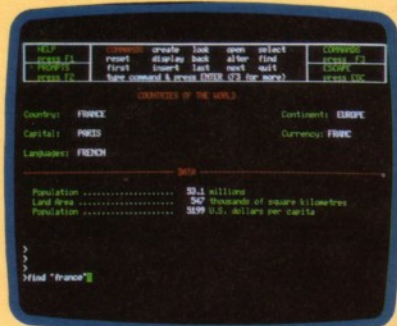 HELP COMMANDS create look open select COMMANDS
press F1 reset display back alter find press F3
PROMPTS first insert last next quit ESCAPE
press F2 type command & press ENTER (F3 for more) press ESC
COUNTRIES OF THE WORLD
Country: FRANCE Continent: EUROPE
Capital: PARIS Currency: FRANC
Languages: FRENCH
DATA
Population .................... 53.1 millions
Land Area .................... 547 thousands of square kilometres
Population .................... 5199 U.S. dollars per capita
>
>
>
>find "france"